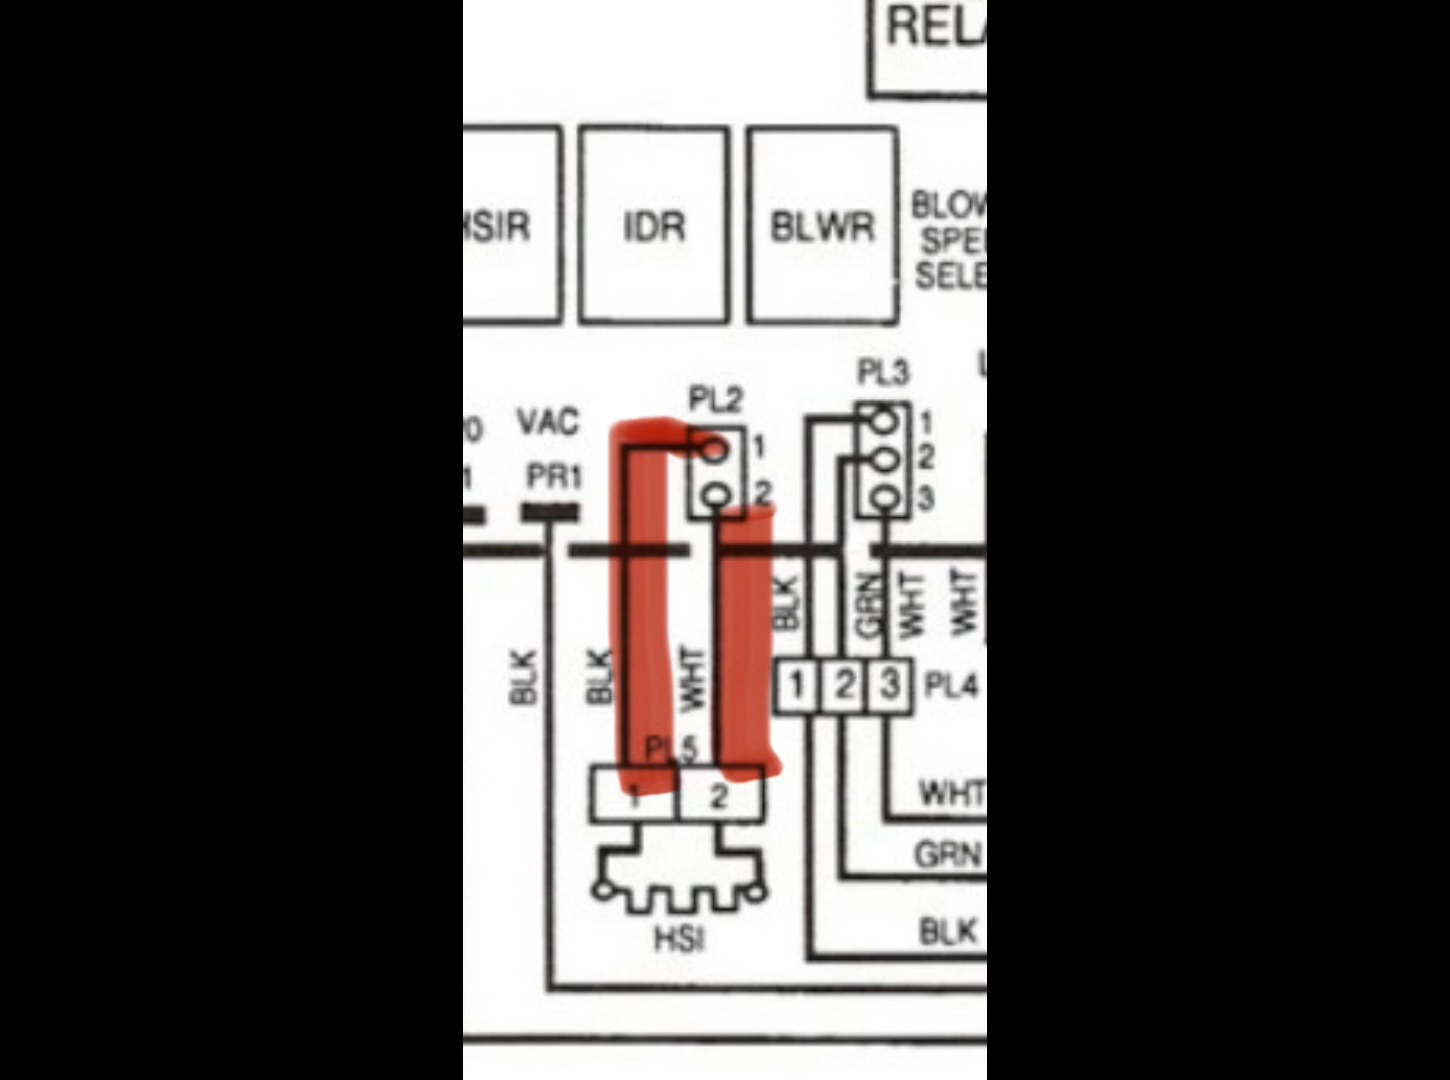 HSIR
IDR
BLWR
PL3
PL2
VAC
PR1
1
2
1
2
3
BLK
BLK
WHT
BLK
GRN
WHT
WHT
1 2 3 PL4
PL5
1 2
WHT
GRN
BLK
HSI